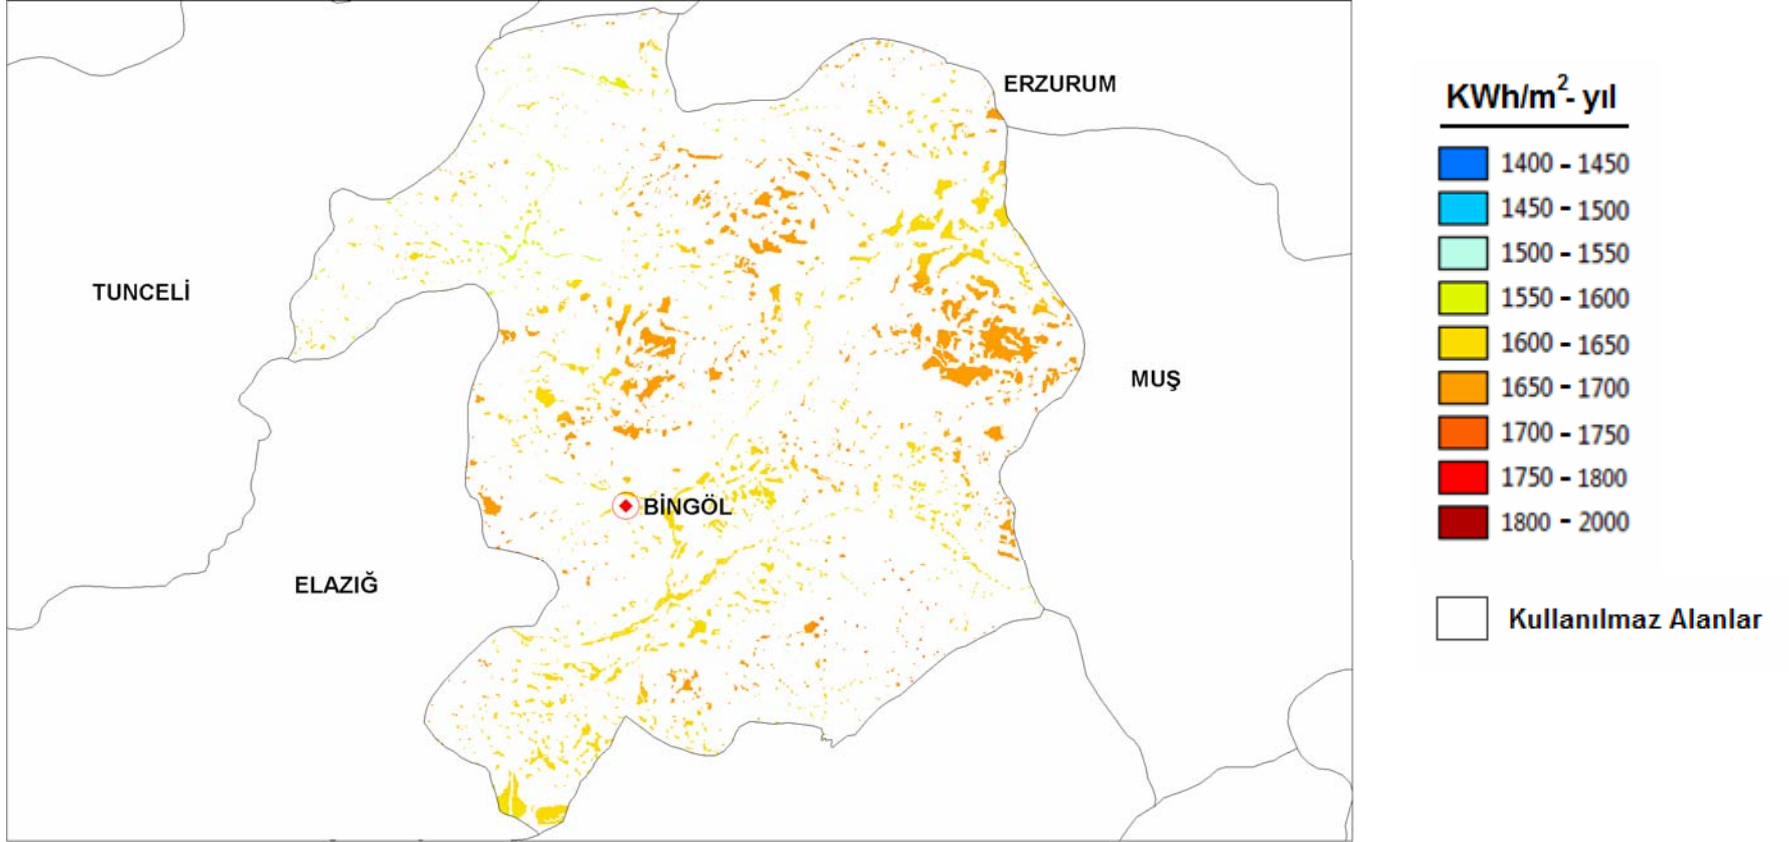 ERZURUM
TUNCELİ
MUŞ
BİNGÖL
ELAZIĞ
KWh/m²- yıl
1400 - 1450
1450 - 1500
1500 - 1550
1550 - 1600
1600 - 1650
1650 - 1700
1700 - 1750
1750 - 1800
1800 - 2000
Kullanılmaz Alanlar